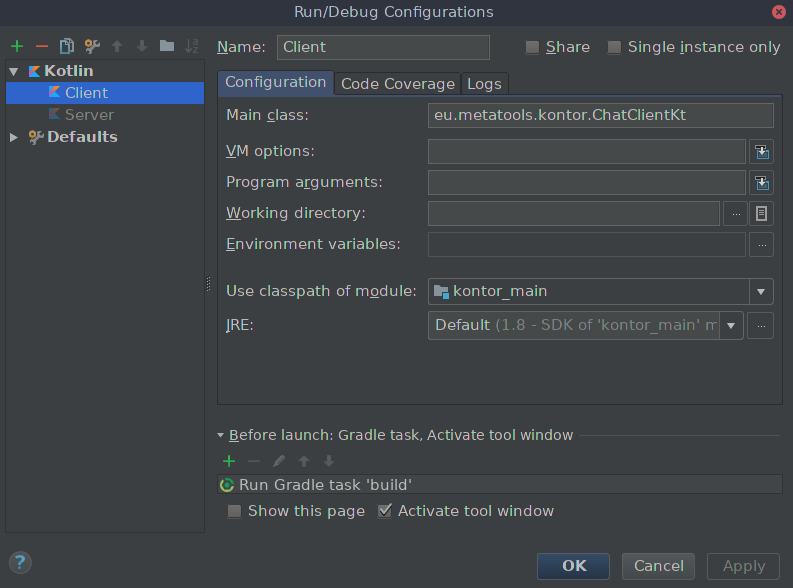 Run/Debug Configurations
Name: Client Share Single instance only
Kotlin
Client
Server
Defaults
Configuration Code Coverage Logs
Main class: eu.metatools.kontor.ChatClientKt
VM options:
Program arguments:
Working directory: ...
Environment variables: ...
Use classpath of module: kontor_main
JRE: Default (1.8 - SDK of 'kontor_main' m ...
Before launch: Gradle task, Activate tool window
Run Gradle task 'build'
Show this page Activate tool window
? OK Cancel Apply